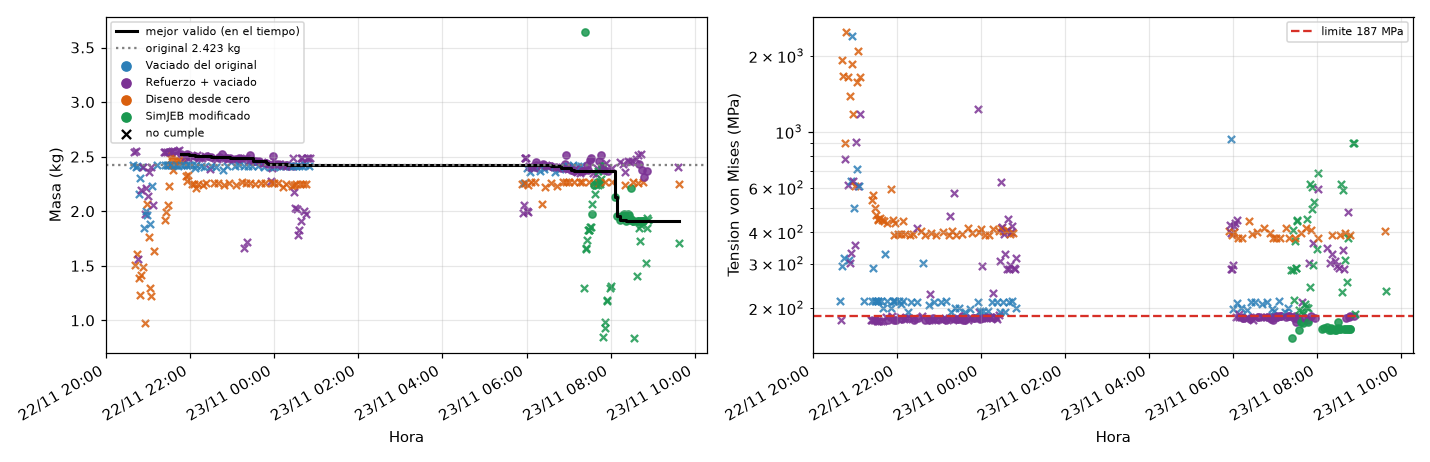 mejor valido (en el tiempo)
original 2.423 kg
Vaciado del original
Refuerzo + vaciado
Diseno desde cero
SimJEB modificado
no cumple
Masa (kg)
3.5
3.0
2.5
2.0
1.5
1.0
22/11 20:00
22/11 22:00
23/11 00:00
23/11 02:00
23/11 04:00
23/11 06:00
23/11 08:00
23/11 10:00
Hora
limite 187 MPa
Tension von Mises (MPa)
2 × 10³
10³
6 × 10²
4 × 10²
3 × 10²
2 × 10²
22/11 20:00
22/11 22:00
23/11 00:00
23/11 02:00
23/11 04:00
23/11 06:00
23/11 08:00
23/11 10:00
Hora